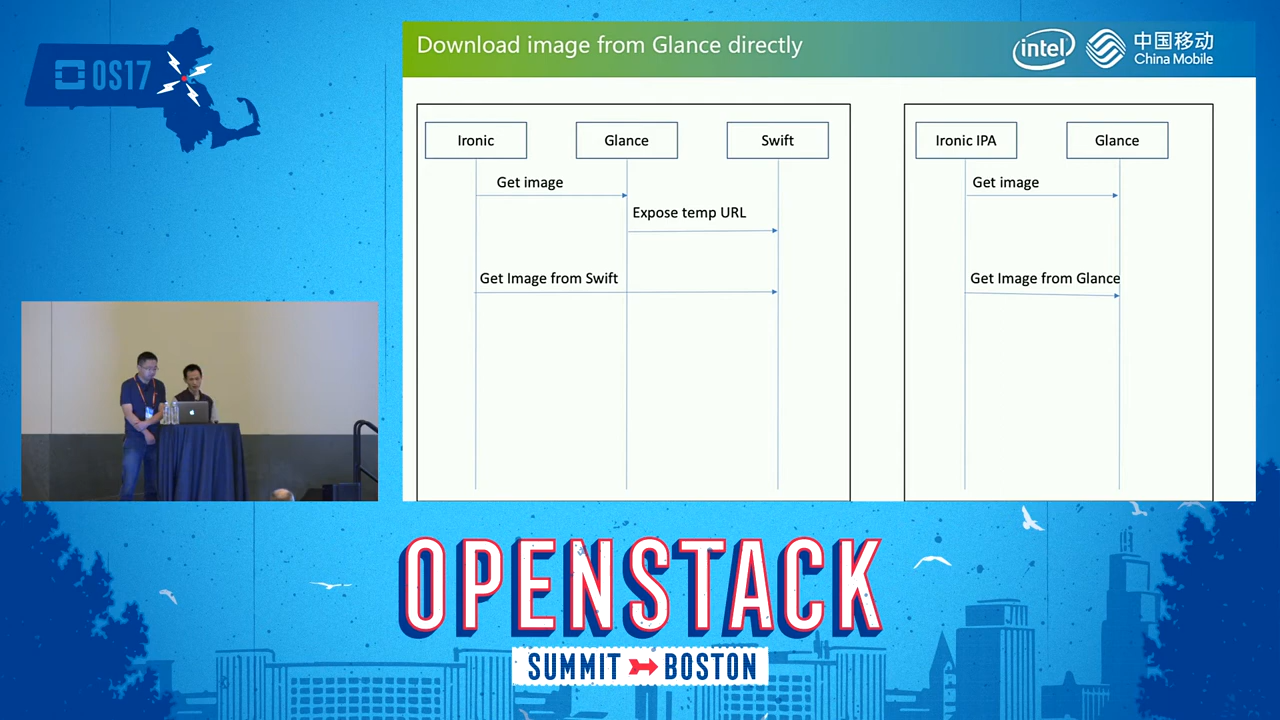 OS17
Download image from Glance directly
intel
中国移动
China Mobile
Ironic
Glance
Swift
Get image
Expose temp URL
Get Image from Swift
Ironic IPA
Glance
Get image
Get Image from Glance
OPENSTACK
SUMMIT
BOSTON